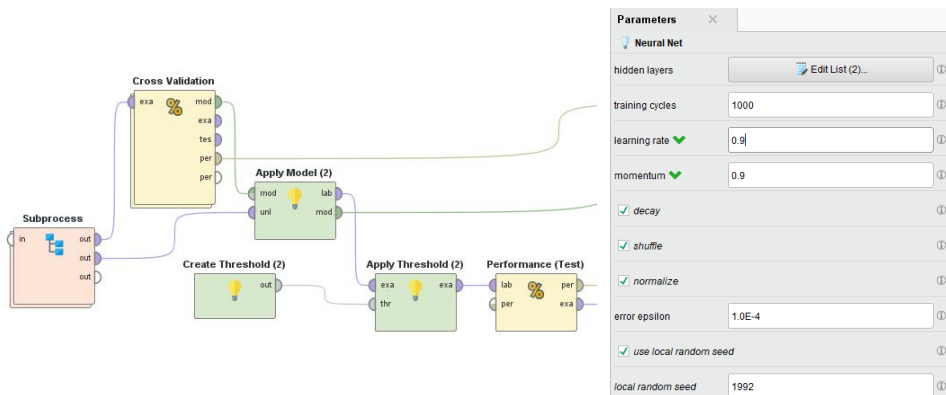 Cross Validation
exa
mod
exa
tes
per
per
%
Apply Model (2)
mod
lab
unl
mod
Subprocess
in
out
out
out
Create Threshold (2)
out
Apply Threshold (2)
exa
exa
thr
Performance (Test)
lab
per
per
exa
%
Parameters ×
Neural Net
hidden layers
Edit List (2)...
training cycles
1000
learning rate
0.9
momentum
0.9
decay
shuffle
normalize
error epsilon
1.0E-4
use local random seed
local random seed
1992